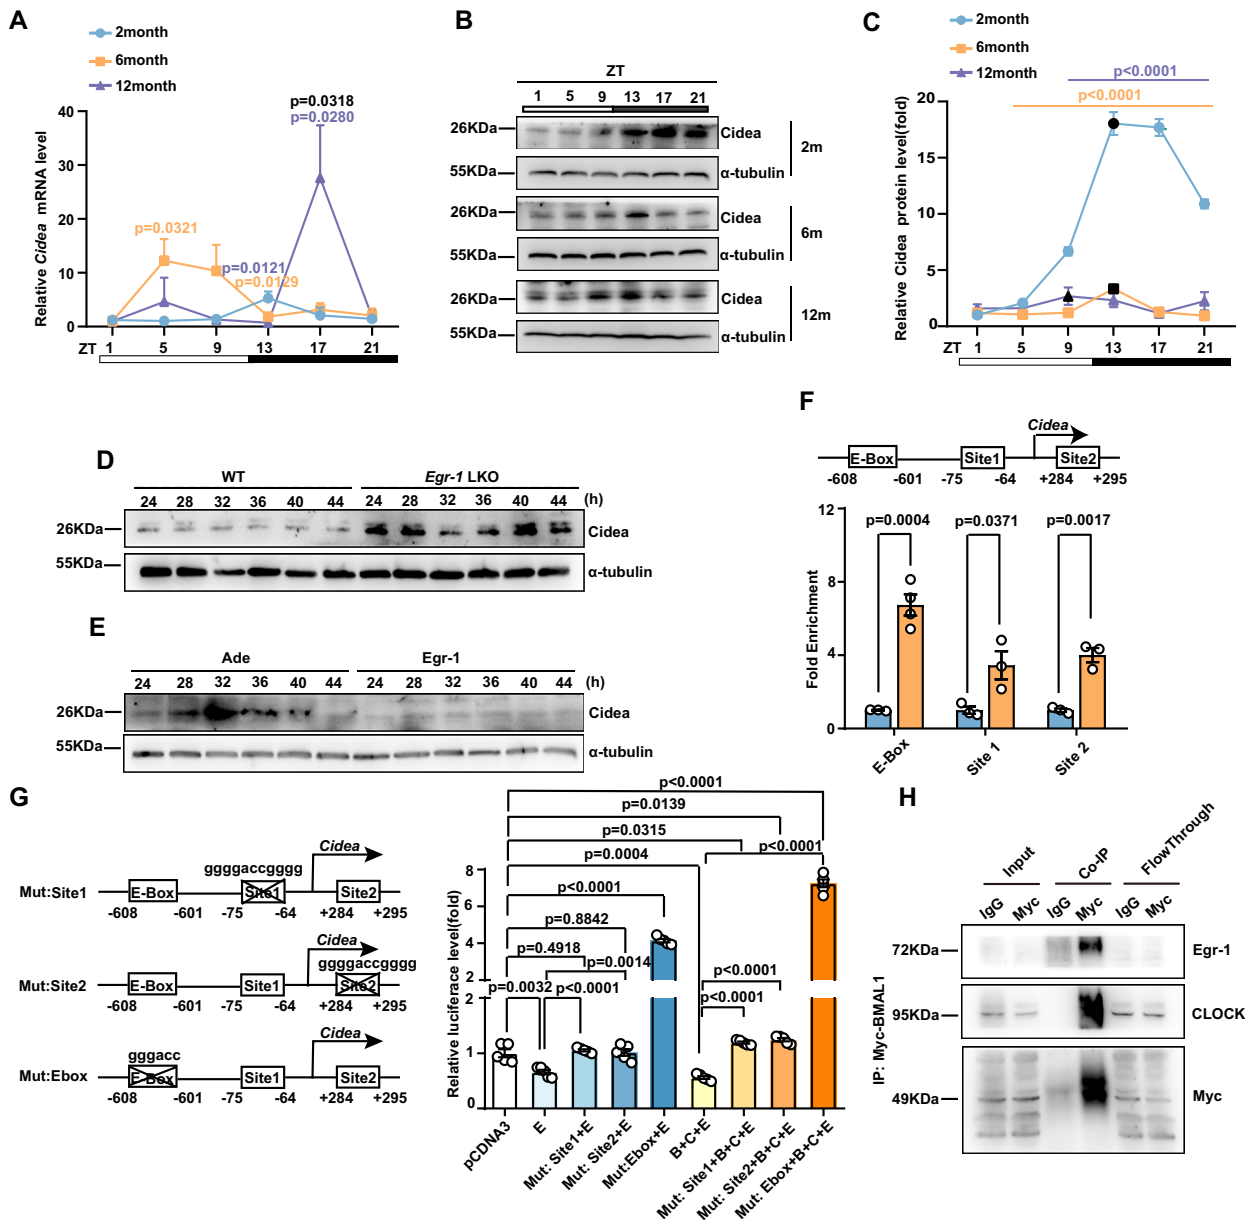 A
2month
6month
12month
p=0.0318
p=0.0280
p=0.0321
p=0.0121
p=0.0129
Relative Cidea mRNA level
40
30
20
10
0
ZT 1 5 9 13 17 21
B
ZT
1 5 9 13 17 21
26KDa Cidea
55KDa α-tubulin
2m
26KDa Cidea
55KDa α-tubulin
6m
26KDa Cidea
55KDa α-tubulin
12m
C
2month
6month
12month
p<0.0001
p<0.0001
Relative Cidea protein level(fold)
20
15
10
5
0
ZT 1 5 9 13 17 21
D
WT Egr-1 LKO
24 28 32 36 40 44 24 28 32 36 40 44 (h)
26KDa Cidea
55KDa α-tubulin
E
Ade Egr-1
24 28 32 36 40 44 24 28 32 36 40 44 (h)
26KDa Cidea
55KDa α-tubulin
F
Cidea
E-Box Site1 Site2
-608 -601 -75 -64 +284 +295
p=0.0004 p=0.0371 p=0.0017
Fold Enrichment
12
8
4
0
E-Box Site 1 Site 2
G
Cidea
ggggaccgggg
Mut:Site1 E-Box Site1 Site2
-608 -601 -75 -64 +284 +295
Cidea
ggggaccgggg
Mut:Site2 E-Box Site1 Site2
-608 -601 -75 -64 +284 +295
Cidea
gggacc
Mut:Ebox E-Box Site1 Site2
-608 -601 -75 -64 +284 +295
p<0.0001
p=0.0139
p=0.0315
p=0.0004 p<0.0001
p<0.0001
p=0.8842
p=0.4918
p=0.0014
p<0.0001
p=0.0032 p<0.0001
p<0.0001
Relative luciferace level(fold)
8
6
4
2
2
1
0
pCDNA3
E
Mut: Site1+E
Mut: Site2+E
Mut:Ebox+E
B+C+E
Mut: Site1+B+C+E
Mut: Site2+B+C+E
Mut: Ebox+B+C+E
H
Input Co-IP FlowThrough
IgG Myc IgG Myc IgG Myc
IP: Myc-BMAL1
72KDa Egr-1
95KDa CLOCK
49KDa Myc